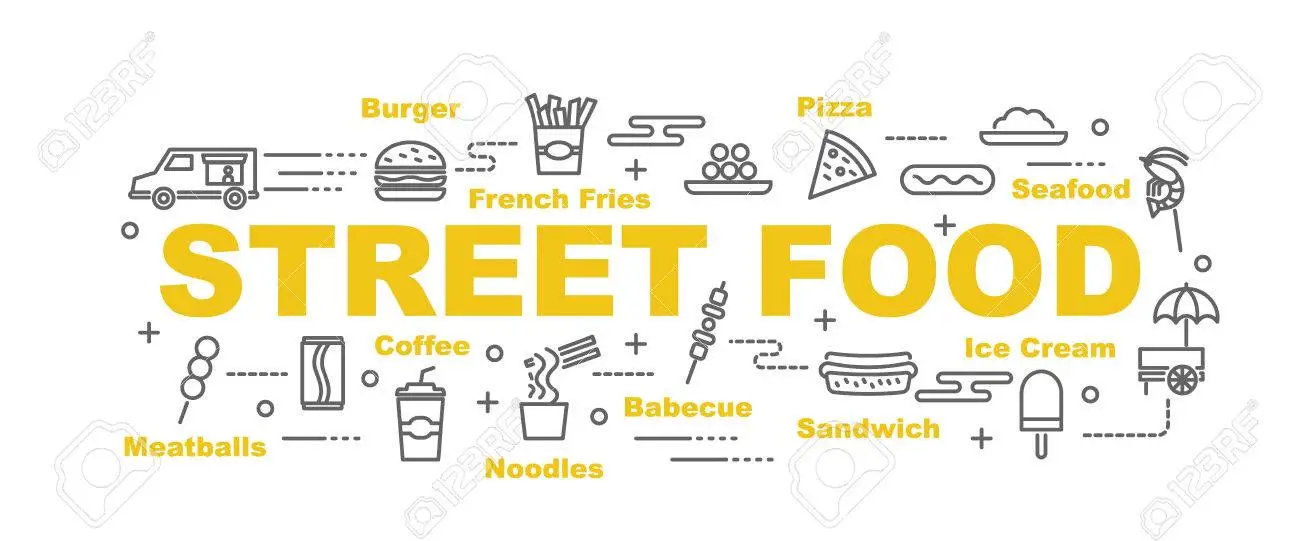 Burger
Pizza
French Fries
Seafood
STREET FOOD
Coffee
Ice Cream
Meatballs
Noodles
Babecue
Sandwich
123RF
123RF
123RF
123RF
123RF
123RF
123RF
123RF